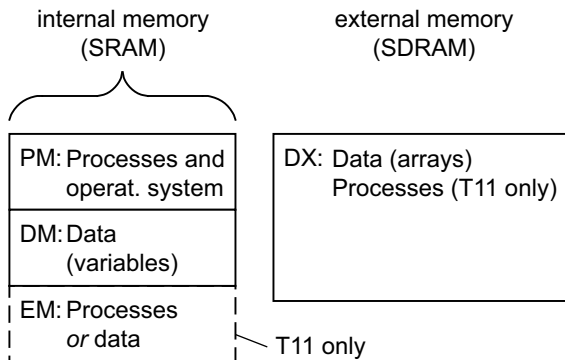 internal memory
(SRAM)
external memory
(SDRAM)
PM: Processes and
operat. system
DM: Data
(variables)
EM: Processes
or data
DX: Data (arrays)
Processes (T11 only)
T11 only